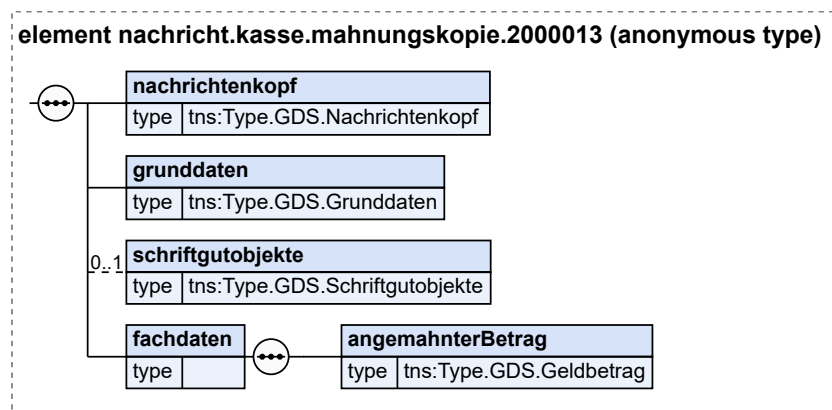 element nachricht.kasse.mahnungskopie.2000013 (anonymous type)
nachrichtenkopf
type tns:Type.GDS.Nachrichtenkopf
grunddaten
type tns:Type.GDS.Grunddaten
0..1
schriftgutobjekte
type tns:Type.GDS.Schriftgutobjekte
fachdaten
type
angemahnterBetrag
type tns:Type.GDS.Geldbetrag